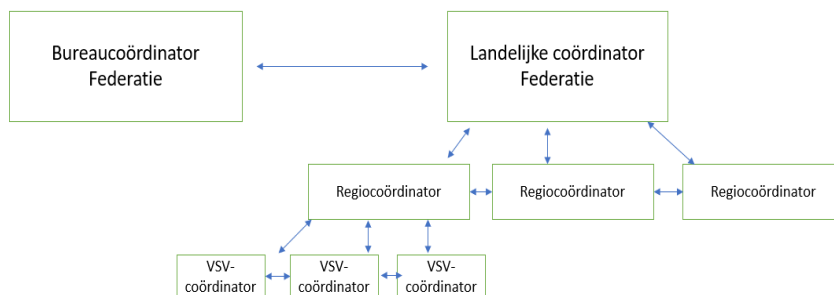 Bureaucoördinator
Federatie
Landelijke coördinator
Federatie
Regiocoördinator
Regiocoördinator
Regiocoördinator
VSV-
coördinator
VSV-
coördinator
VSV-
coördinator